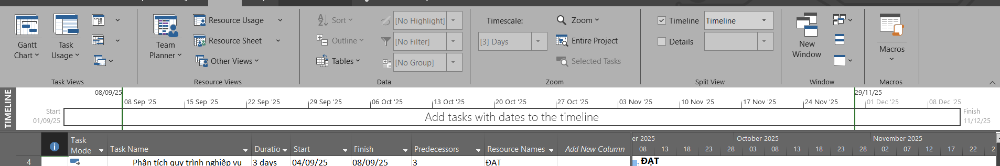 Gantt Chart
Task Usage
Task Views
Team Planner
Resource Usage
Resource Sheet
Other Views
Resource Views
Sort
Outline
Tables
[No Highlight]
[No Filter]
[No Group]
Data
Timescale:
[3] Days
Zoom
Entire Project
Selected Tasks
Zoom
Timeline
Timeline
Details
Split View
New Window
Window
Macros
Macros
TIMELINE
08/09/25
29/11/25
08 Sep '25
15 Sep '25
22 Sep '25
29 Sep '25
06 Oct '25
13 Oct '25
20 Oct '25
27 Oct '25
03 Nov '25
10 Nov '25
17 Nov '25
24 Nov '25
01 Dec '25
08 Dec '25
Start
01/09/25
Add tasks with dates to the timeline
Finish
11/12/25
Task Mode
Task Name
Duratio
Start
Finish
Predecessors
Resource Names
Add New Column
er 2025
October 2025
November 2025
08 13 18 23 28 03 08 13 18 23 28 02 07 12 17 22
4 Phân tích quy trình nghiệp vụ 3 days 04/09/25 08/09/25 3 ĐẠT
ĐẠT